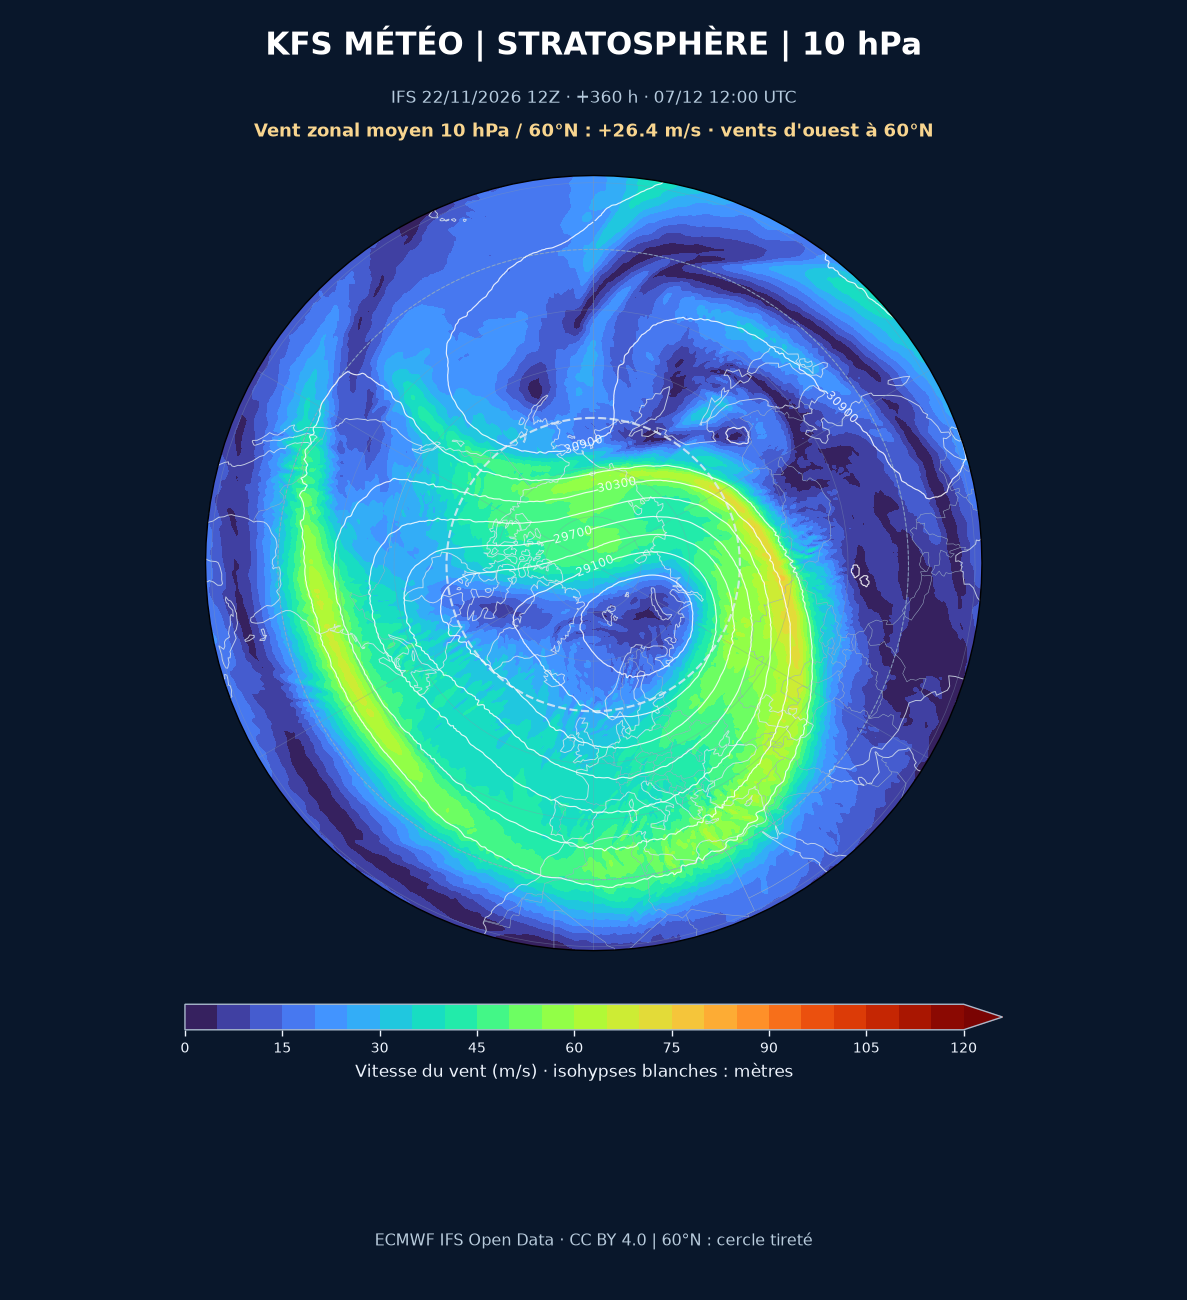 KFS MÉTÉO | STRATOSPHÈRE | 10 hPa
IFS 22/11/2026 12Z · +360 h · 07/12 12:00 UTC
Vent zonal moyen 10 hPa / 60°N : +26.4 m/s · vents d'ouest à 60°N
30900
30900
30300
29700
29100
0 15 30 45 60 75 90 105 120
Vitesse du vent (m/s) · isohypses blanches : mètres
ECMWF IFS Open Data · CC BY 4.0 | 60°N : cercle tireté